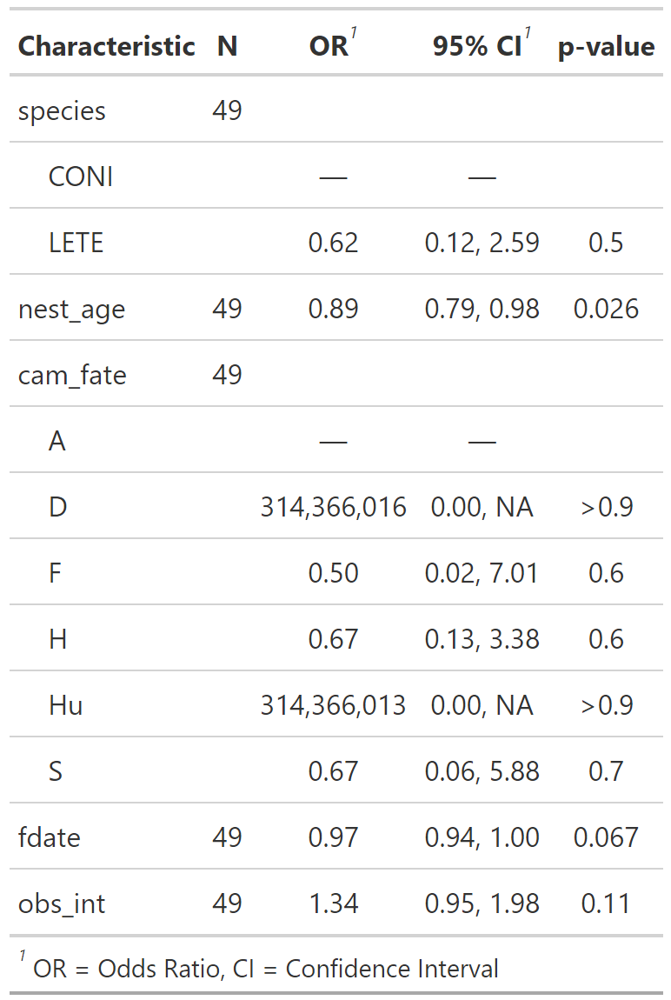 Characteristic N OR1 95% CI1 p-value
species 49
CONI — —
LETE 0.62 0.12, 2.59 0.5
nest_age 49 0.89 0.79, 0.98 0.026
cam_fate 49
A — —
D 314,366,016 0.00, NA >0.9
F 0.50 0.02, 7.01 0.6
H 0.67 0.13, 3.38 0.6
Hu 314,366,013 0.00, NA >0.9
S 0.67 0.06, 5.88 0.7
fdate 49 0.97 0.94, 1.00 0.067
obs_int 49 1.34 0.95, 1.98 0.11
1 OR = Odds Ratio, CI = Confidence Interval